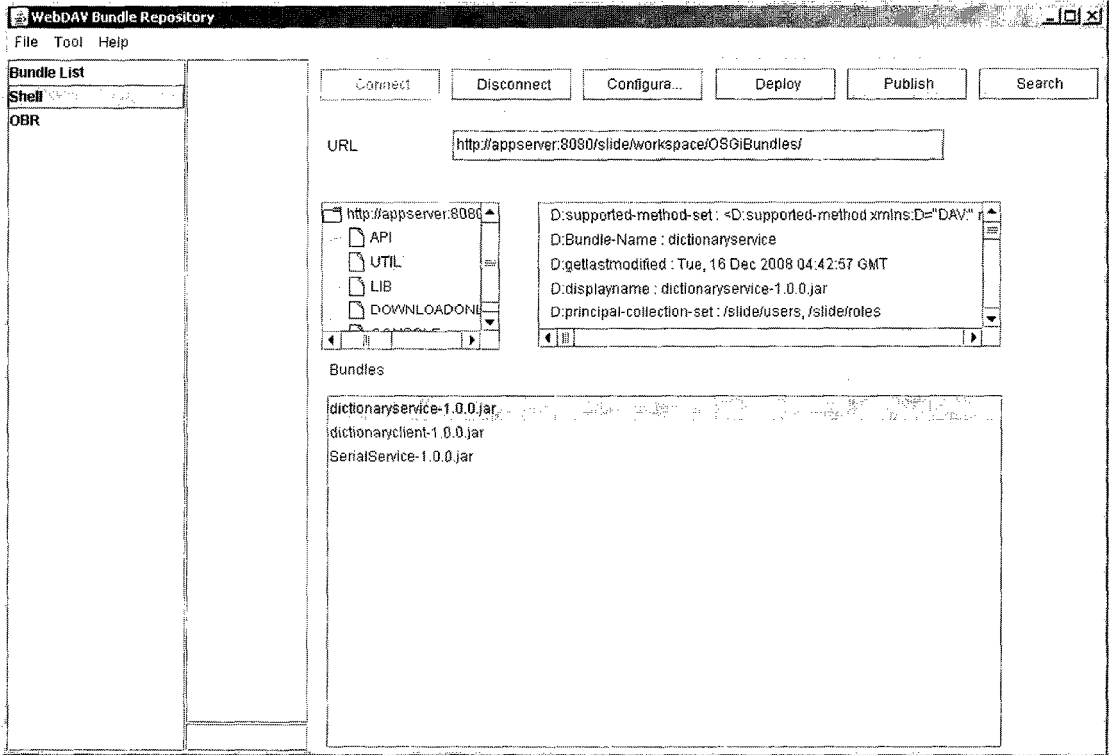 WebDAV Bundle Repository
File Tool Help
Bundle List
Shell
OBR
Connect Disconnect Configura... Deploy Publish Search
URL http://appserver:8080/slide/workspace/OSGiBundles/
http://appserver:8080
API
UTIL
LIB
DOWNLOADONL
CONSOLE
D:supported-method-set : <D:supported-method xmlns:D="DAV:" r
D:Bundle-Name : dictionaryservice
D:getlastmodified : Tue, 16 Dec 2008 04:42:57 GMT
D:displayname : dictionaryservice-1.0.0.jar
D:principal-collection-set : /slide/users, /slide/roles
Bundles
dictionaryservice-1.0.0.jar
dictionaryclient-1.0.0.jar
SerialService-1.0.0.jar